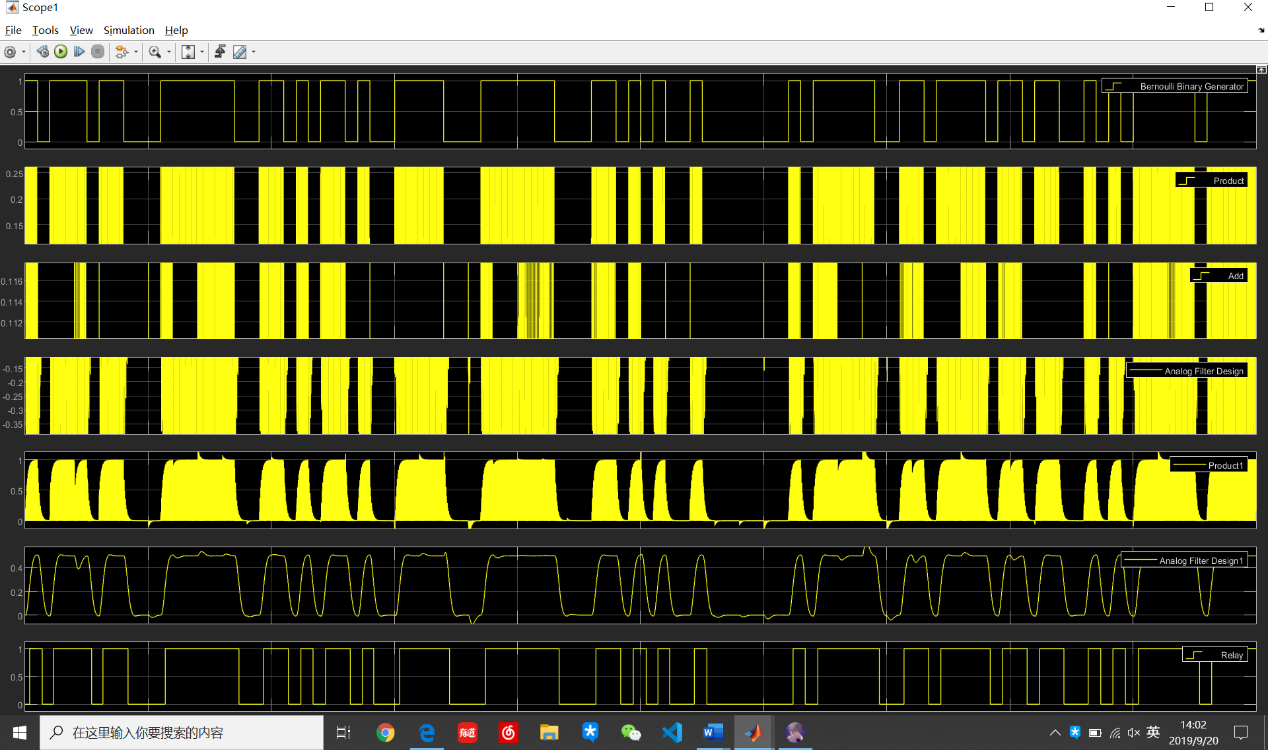 Scope1
File Tools View Simulation Help
1
0.5
0
Bernoulli Binary Generator
0.25
0.2
0.15
Product
0.116
0.114
0.112
Add
-0.15
-0.2
-0.25
-0.3
-0.35
Analog Filter Design
1
0.5
0
Product1
0.4
0.2
0
Analog Filter Design1
1
0.5
0
Relay
在这里输入你要搜索的内容
有道
W
英
14:02
2019/9/20